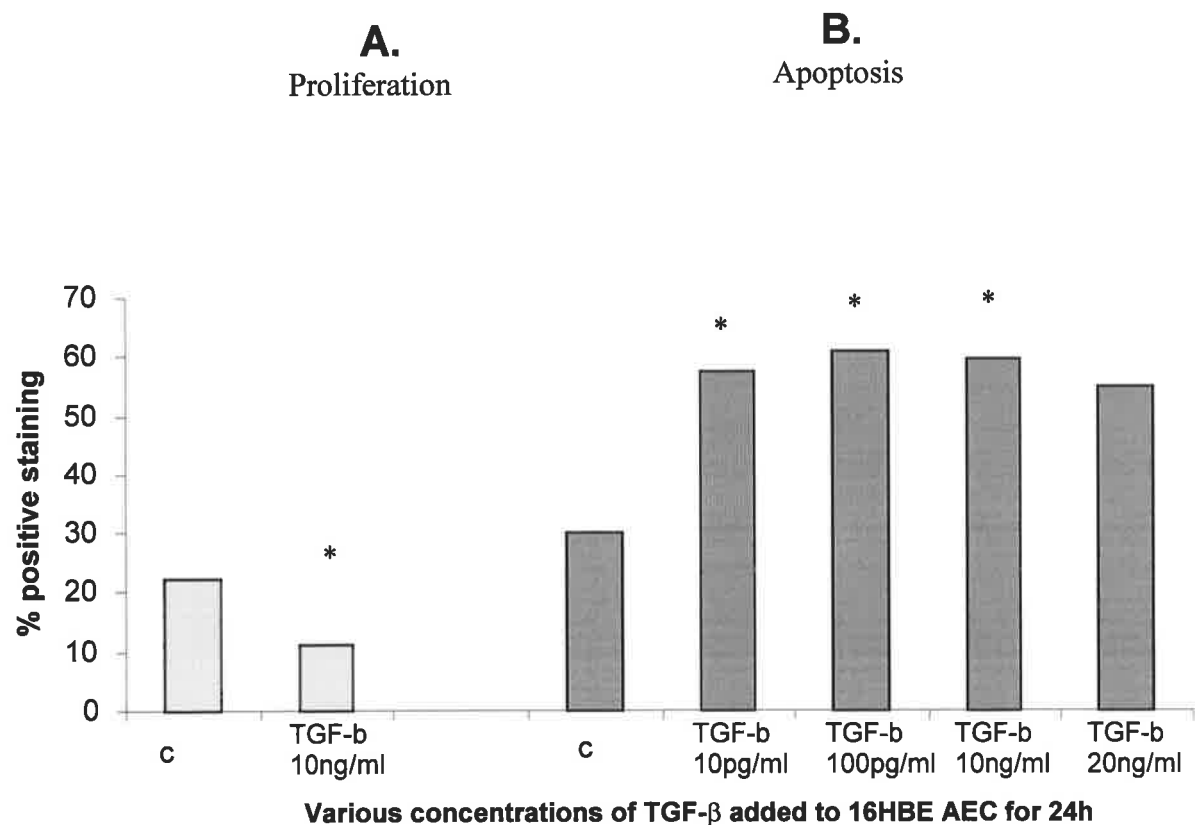 A.
Proliferation
B.
Apoptosis
% positive staining
70
60
50
40
30
20
10
0
*
*
*
*
c
TGF-b
10ng/ml
c
TGF-b
10pg/ml
TGF-b
100pg/ml
TGF-b
10ng/ml
TGF-b
20ng/ml
Various concentrations of TGF-β added to 16HBE AEC for 24h